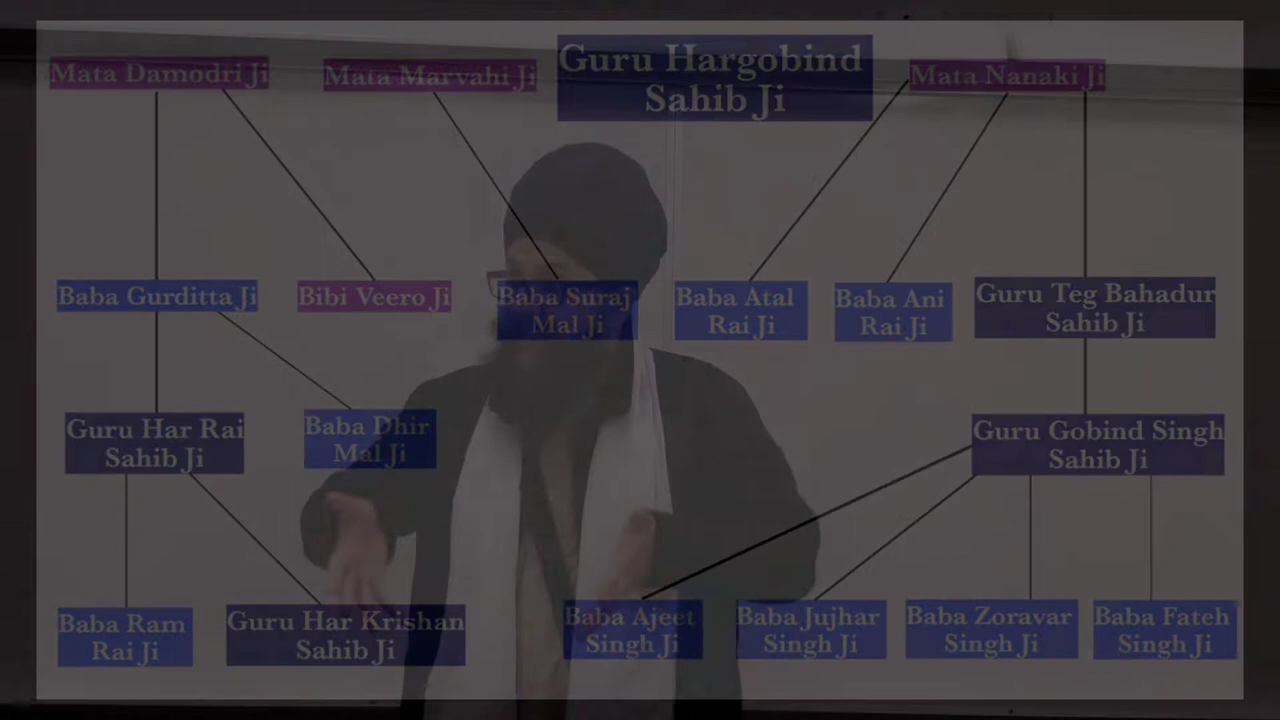 Mata Damodri Ji
Mata Marvahi Ji
Guru Hargobind
Sahib Ji
Mata Nanaki Ji
Baba Gurditta Ji
Bibi Veero Ji
Baba Suraj
Mal Ji
Baba Atal
Rai Ji
Baba Ani
Rai Ji
Guru Teg Bahadur
Sahib Ji
Guru Har Rai
Sahib Ji
Baba Dhir
Mal Ji
Guru Gobind Singh
Sahib Ji
Baba Ram
Rai Ji
Guru Har Krishan
Sahib Ji
Baba Ajeet
Singh Ji
Baba Jujhar
Singh Ji
Baba Zoravar
Singh Ji
Baba Fateh
Singh Ji